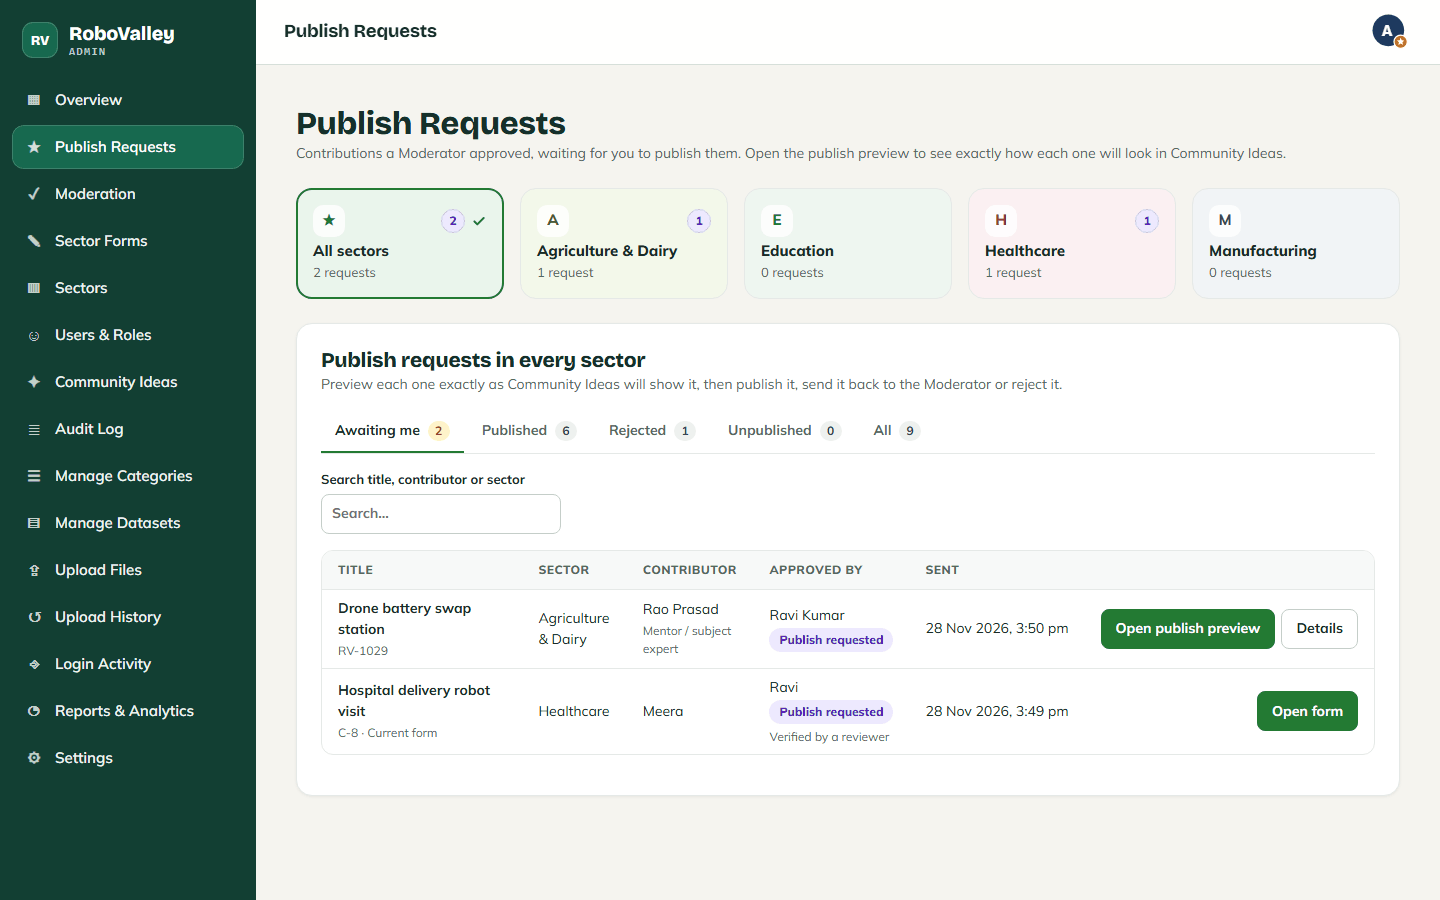 RV
RoboValley
ADMIN
Overview
Publish Requests
Moderation
Sector Forms
Sectors
Users & Roles
Community Ideas
Audit Log
Manage Categories
Manage Datasets
Upload Files
Upload History
Login Activity
Reports & Analytics
Settings
Publish Requests
A
Publish Requests
Contributions a Moderator approved, waiting for you to publish them. Open the publish preview to see exactly how each one will look in Community Ideas.
★ 2 ✓
All sectors
2 requests
A 1
Agriculture & Dairy
1 request
E
Education
0 requests
H 1
Healthcare
1 request
M
Manufacturing
0 requests
Publish requests in every sector
Preview each one exactly as Community Ideas will show it, then publish it, send it back to the Moderator or reject it.
Awaiting me 2 Published 6 Rejected 1 Unpublished 0 All 9
Search title, contributor or sector
Search...
TITLE SECTOR CONTRIBUTOR APPROVED BY SENT
Drone battery swap
station
RV-1029
Agriculture
& Dairy
Rao Prasad
Mentor / subject
expert
Ravi Kumar
Publish requested
28 Nov 2026, 3:50 pm
Open publish preview
Details
Hospital delivery robot
visit
C-8 · Current form
Healthcare
Meera
Ravi
Publish requested
Verified by a reviewer
28 Nov 2026, 3:49 pm
Open form